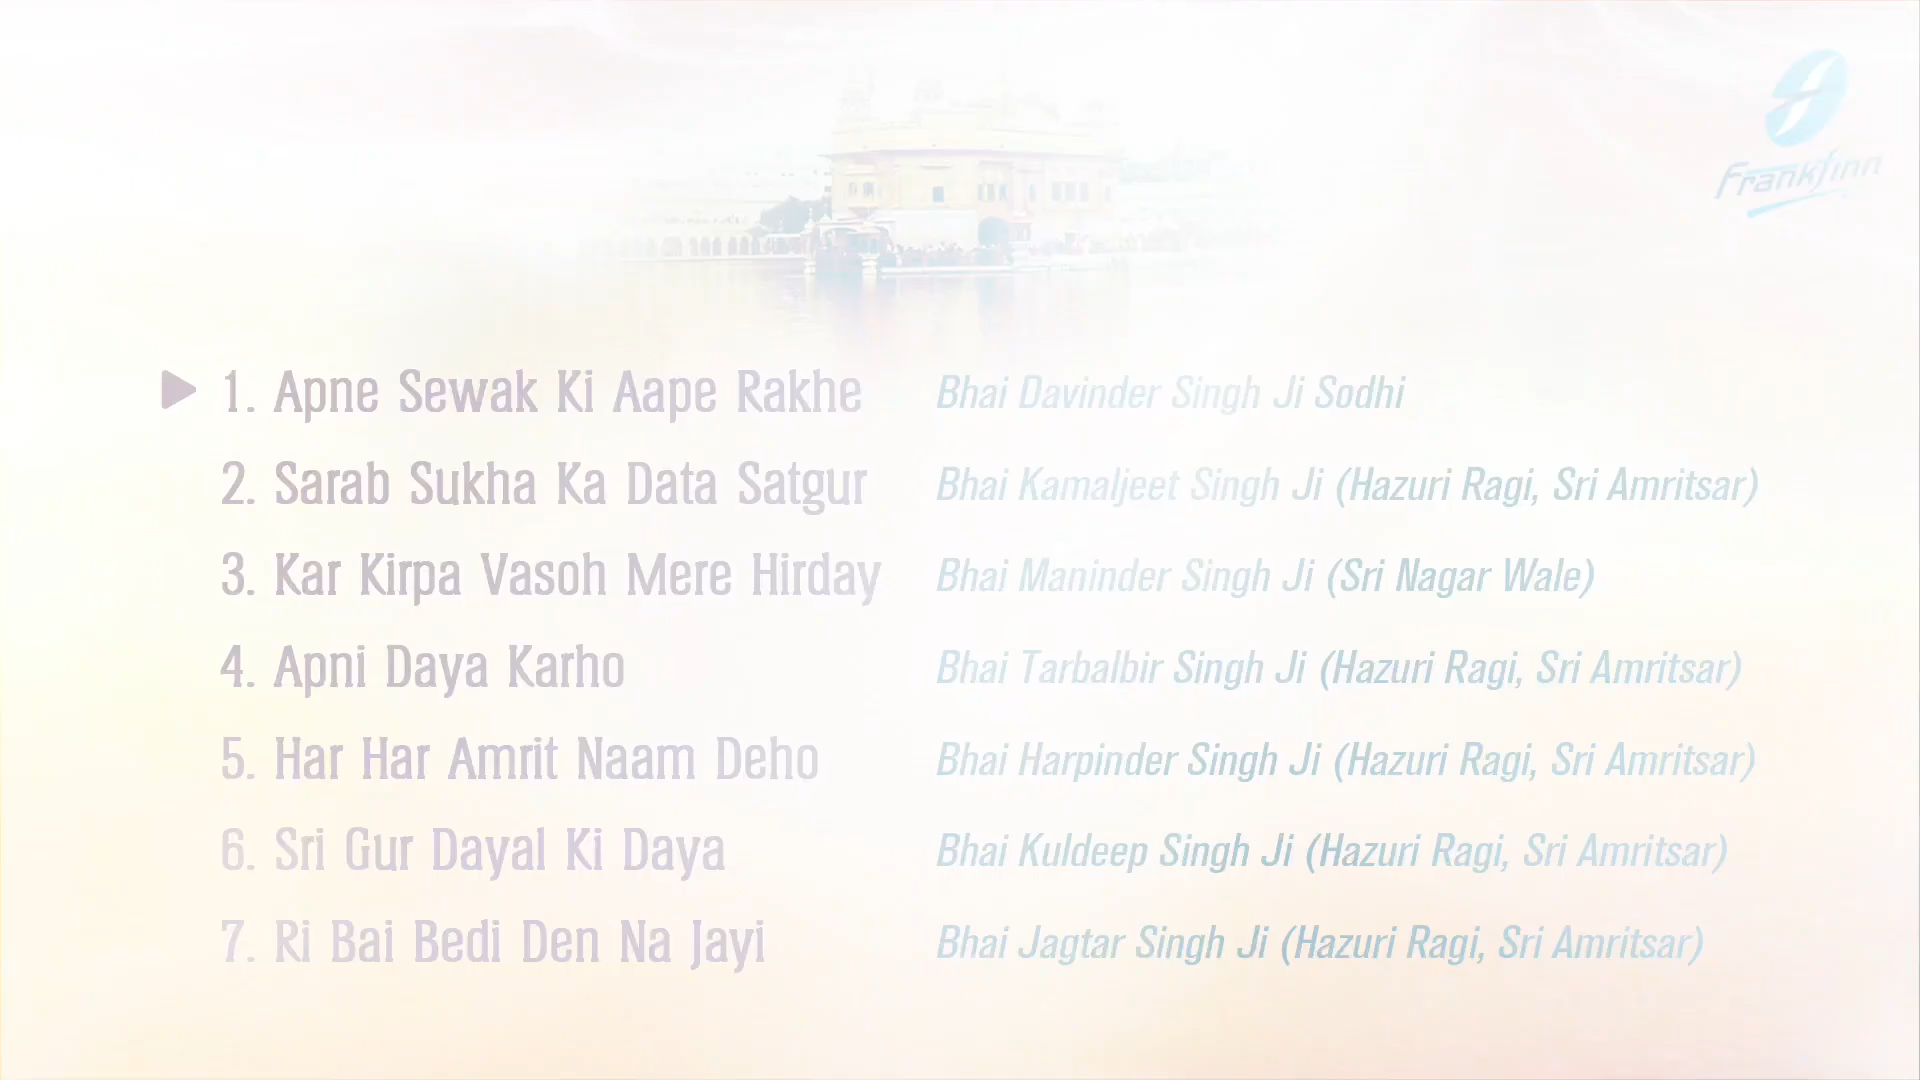 Frankfinn
1. Apne Sewak Ki Aape Rakhe Bhai Davinder Singh Ji Sodhi
2. Sarab Sukha Ka Data Satgur Bhai Kamaljeet Singh Ji (Hazuri Ragi, Sri Amritsar)
3. Kar Kirpa Vasoh Mere Hirday Bhai Maninder Singh Ji (Sri Nagar Wale)
4. Apni Daya Karho Bhai Tarbalbir Singh Ji (Hazuri Ragi, Sri Amritsar)
5. Har Har Amrit Naam Deho Bhai Harpinder Singh Ji (Hazuri Ragi, Sri Amritsar)
6. Sri Gur Dayal Ki Daya Bhai Kuldeep Singh Ji (Hazuri Ragi, Sri Amritsar)
7. Ri Bai Bedi Den Na Jayi Bhai Jagtar Singh Ji (Hazuri Ragi, Sri Amritsar)